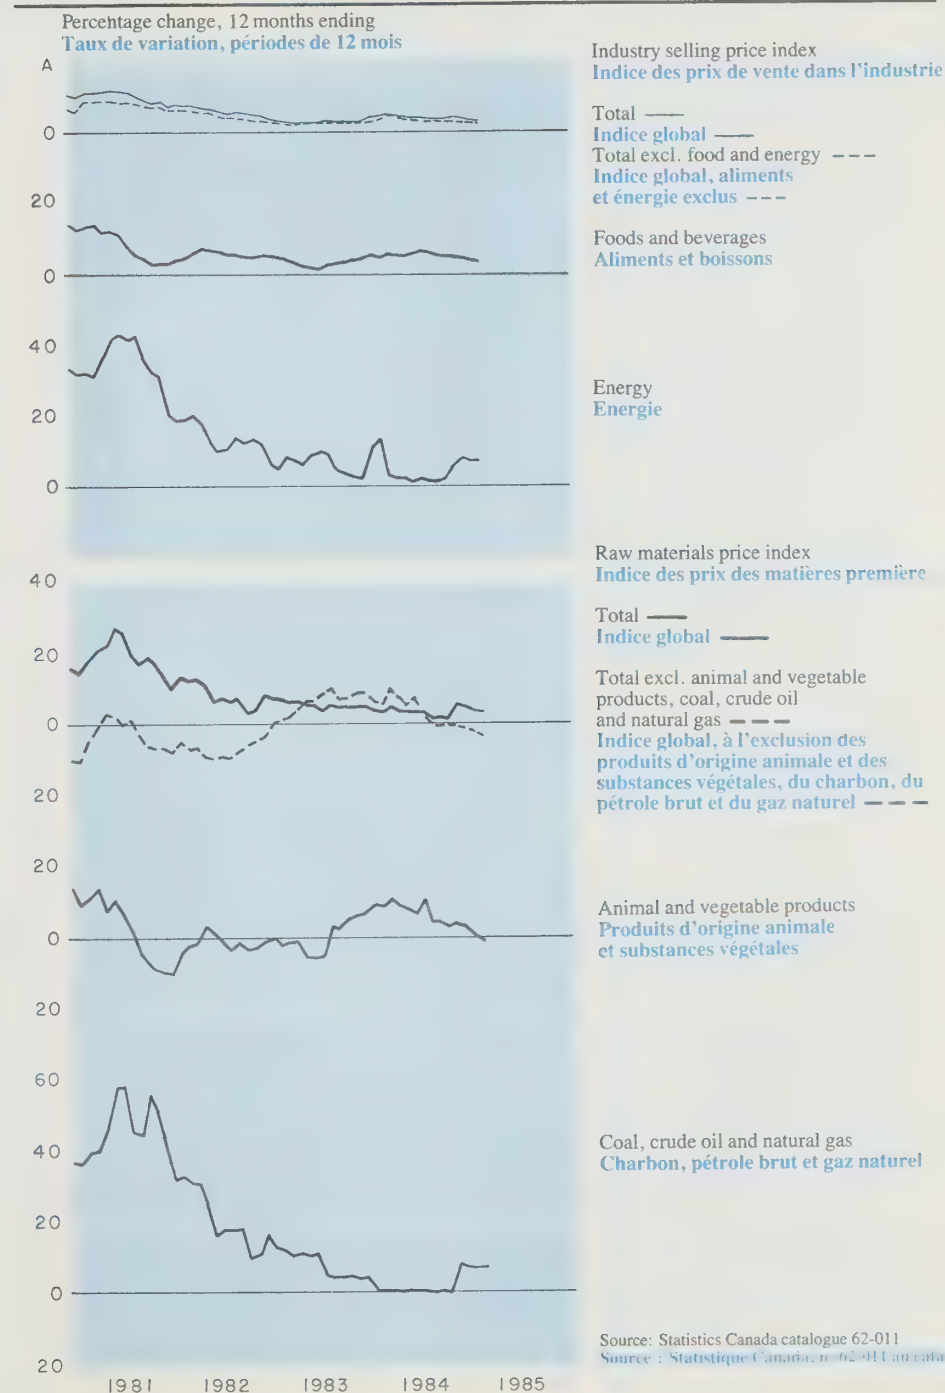 Percentage change, 12 months ending
Taux de variation, périodes de 12 mois
A
0
20
0
40
20
0
40
20
0
20
20
0
20
60
40
20
0
20
1981 1982 1983 1984 1985
Industry selling price index
Indice des prix de vente dans l'industrie
Total
Indice global
Total excl. food and energy
Indice global, aliments
et énergie exclus
Foods and beverages
Aliments et boissons
Energy
Energie
Raw materials price index
Indice des prix des matières première
Total
Indice global
Total excl. animal and vegetable
products, coal, crude oil
and natural gas
Indice global, à l'exclusion des
produits d'origine animale et des
substances végétales, du charbon, du
pétrole brut et du gaz naturel
Animal and vegetable products
Produits d'origine animale
et substances végétales
Coal, crude oil and natural gas
Charbon, pétrole brut et gaz naturel
Source: Statistics Canada catalogue 62-011
Source : Statistique Canada, 62-011 au